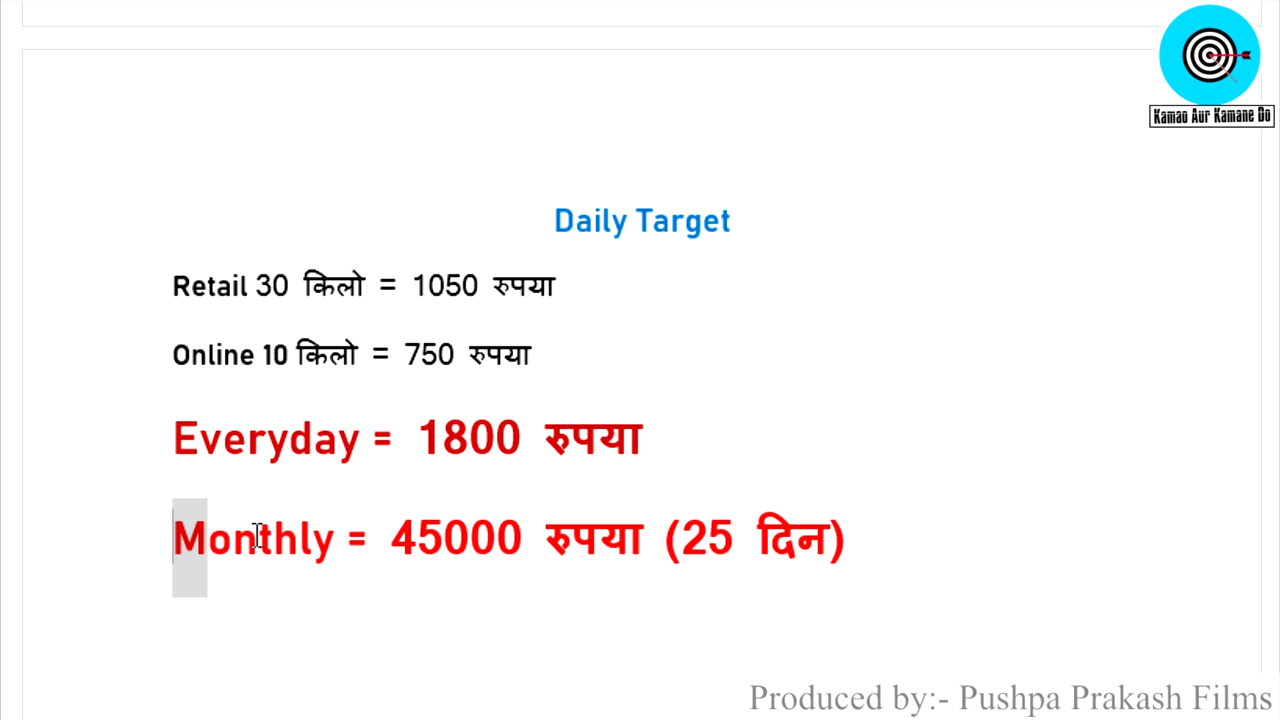 Kamao Aur Kamane Do
Daily Target
Retail 30 किलो = 1050 रुपया
Online 10 किलो = 750 रुपया
Everyday = 1800 रुपया
Monthly = 45000 रुपया (25 दिन)
Produced by:- Pushpa Prakash Films